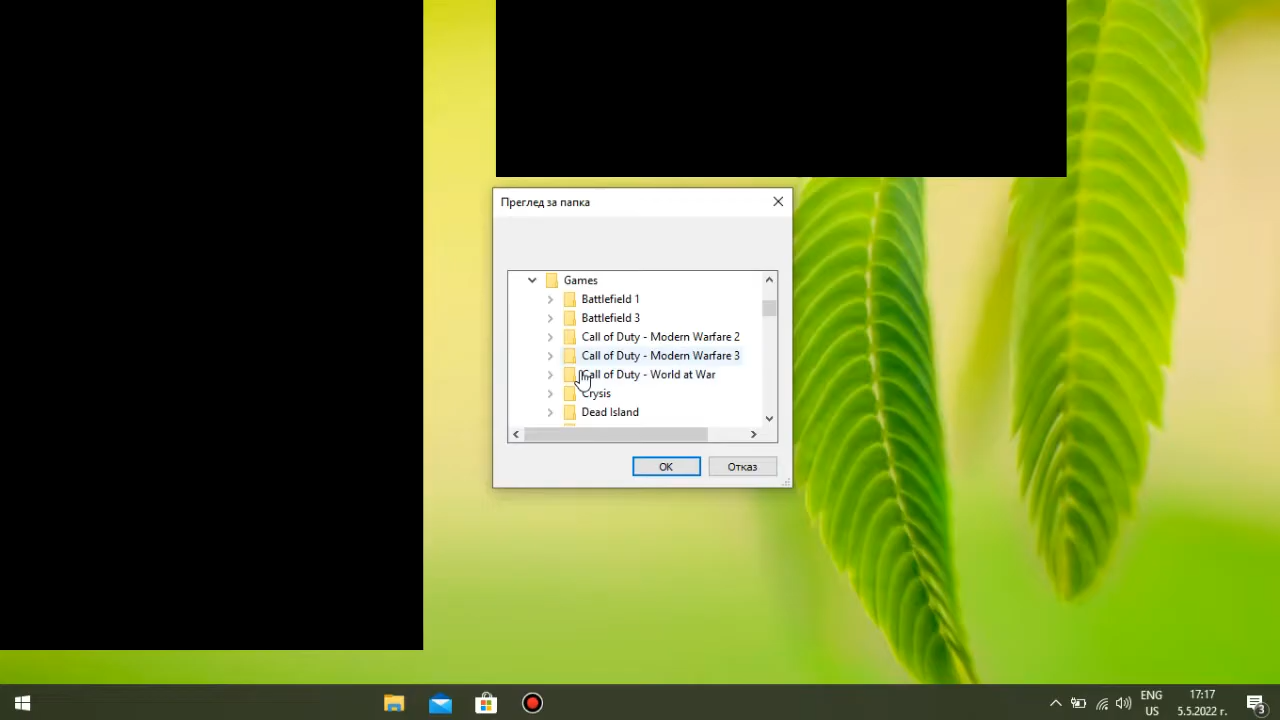 Преглед за папка
Games
Battlefield 1
Battlefield 3
Call of Duty - Modern Warfare 2
Call of Duty - Modern Warfare 3
Call of Duty - World at War
Crysis
Dead Island
OK
Отказ
ENG
US
17:17
5.5.2022 г.
3